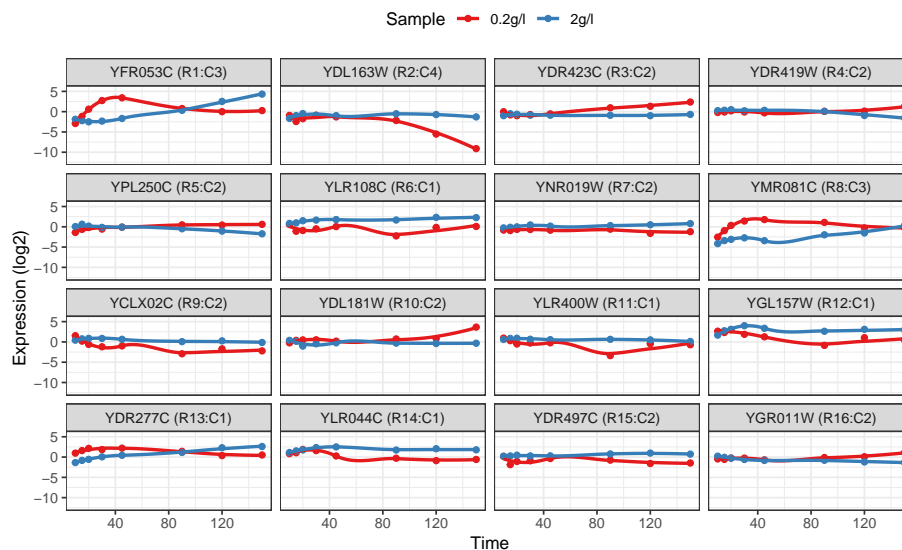 Sample 0.2g/l 2g/l
YFR053C (R1:C3) YDL163W (R2:C4) YDR423C (R3:C2) YDR419W (R4:C2)
5
0
−5
−10
YPL250C (R5:C2) YLR108C (R6:C1) YNR019W (R7:C2) YMR081C (R8:C3)
5
0
−5
−10
YCLX02C (R9:C2) YDL181W (R10:C2) YLR400W (R11:C1) YGL157W (R12:C1)
5
0
−5
−10
YDR277C (R13:C1) YLR044C (R14:C1) YDR497C (R15:C2) YGR011W (R16:C2)
5
0
−5
−10
40 80 120 40 80 120 40 80 120 40 80 120
Time
Expression (log2)